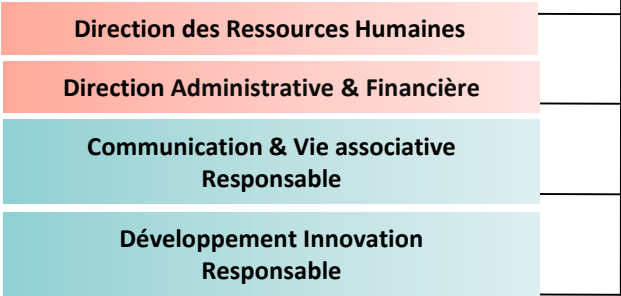 Direction des Ressources Humaines
Direction Administrative & Financière
Communication & Vie associative
Responsable
Développement Innovation
Responsable